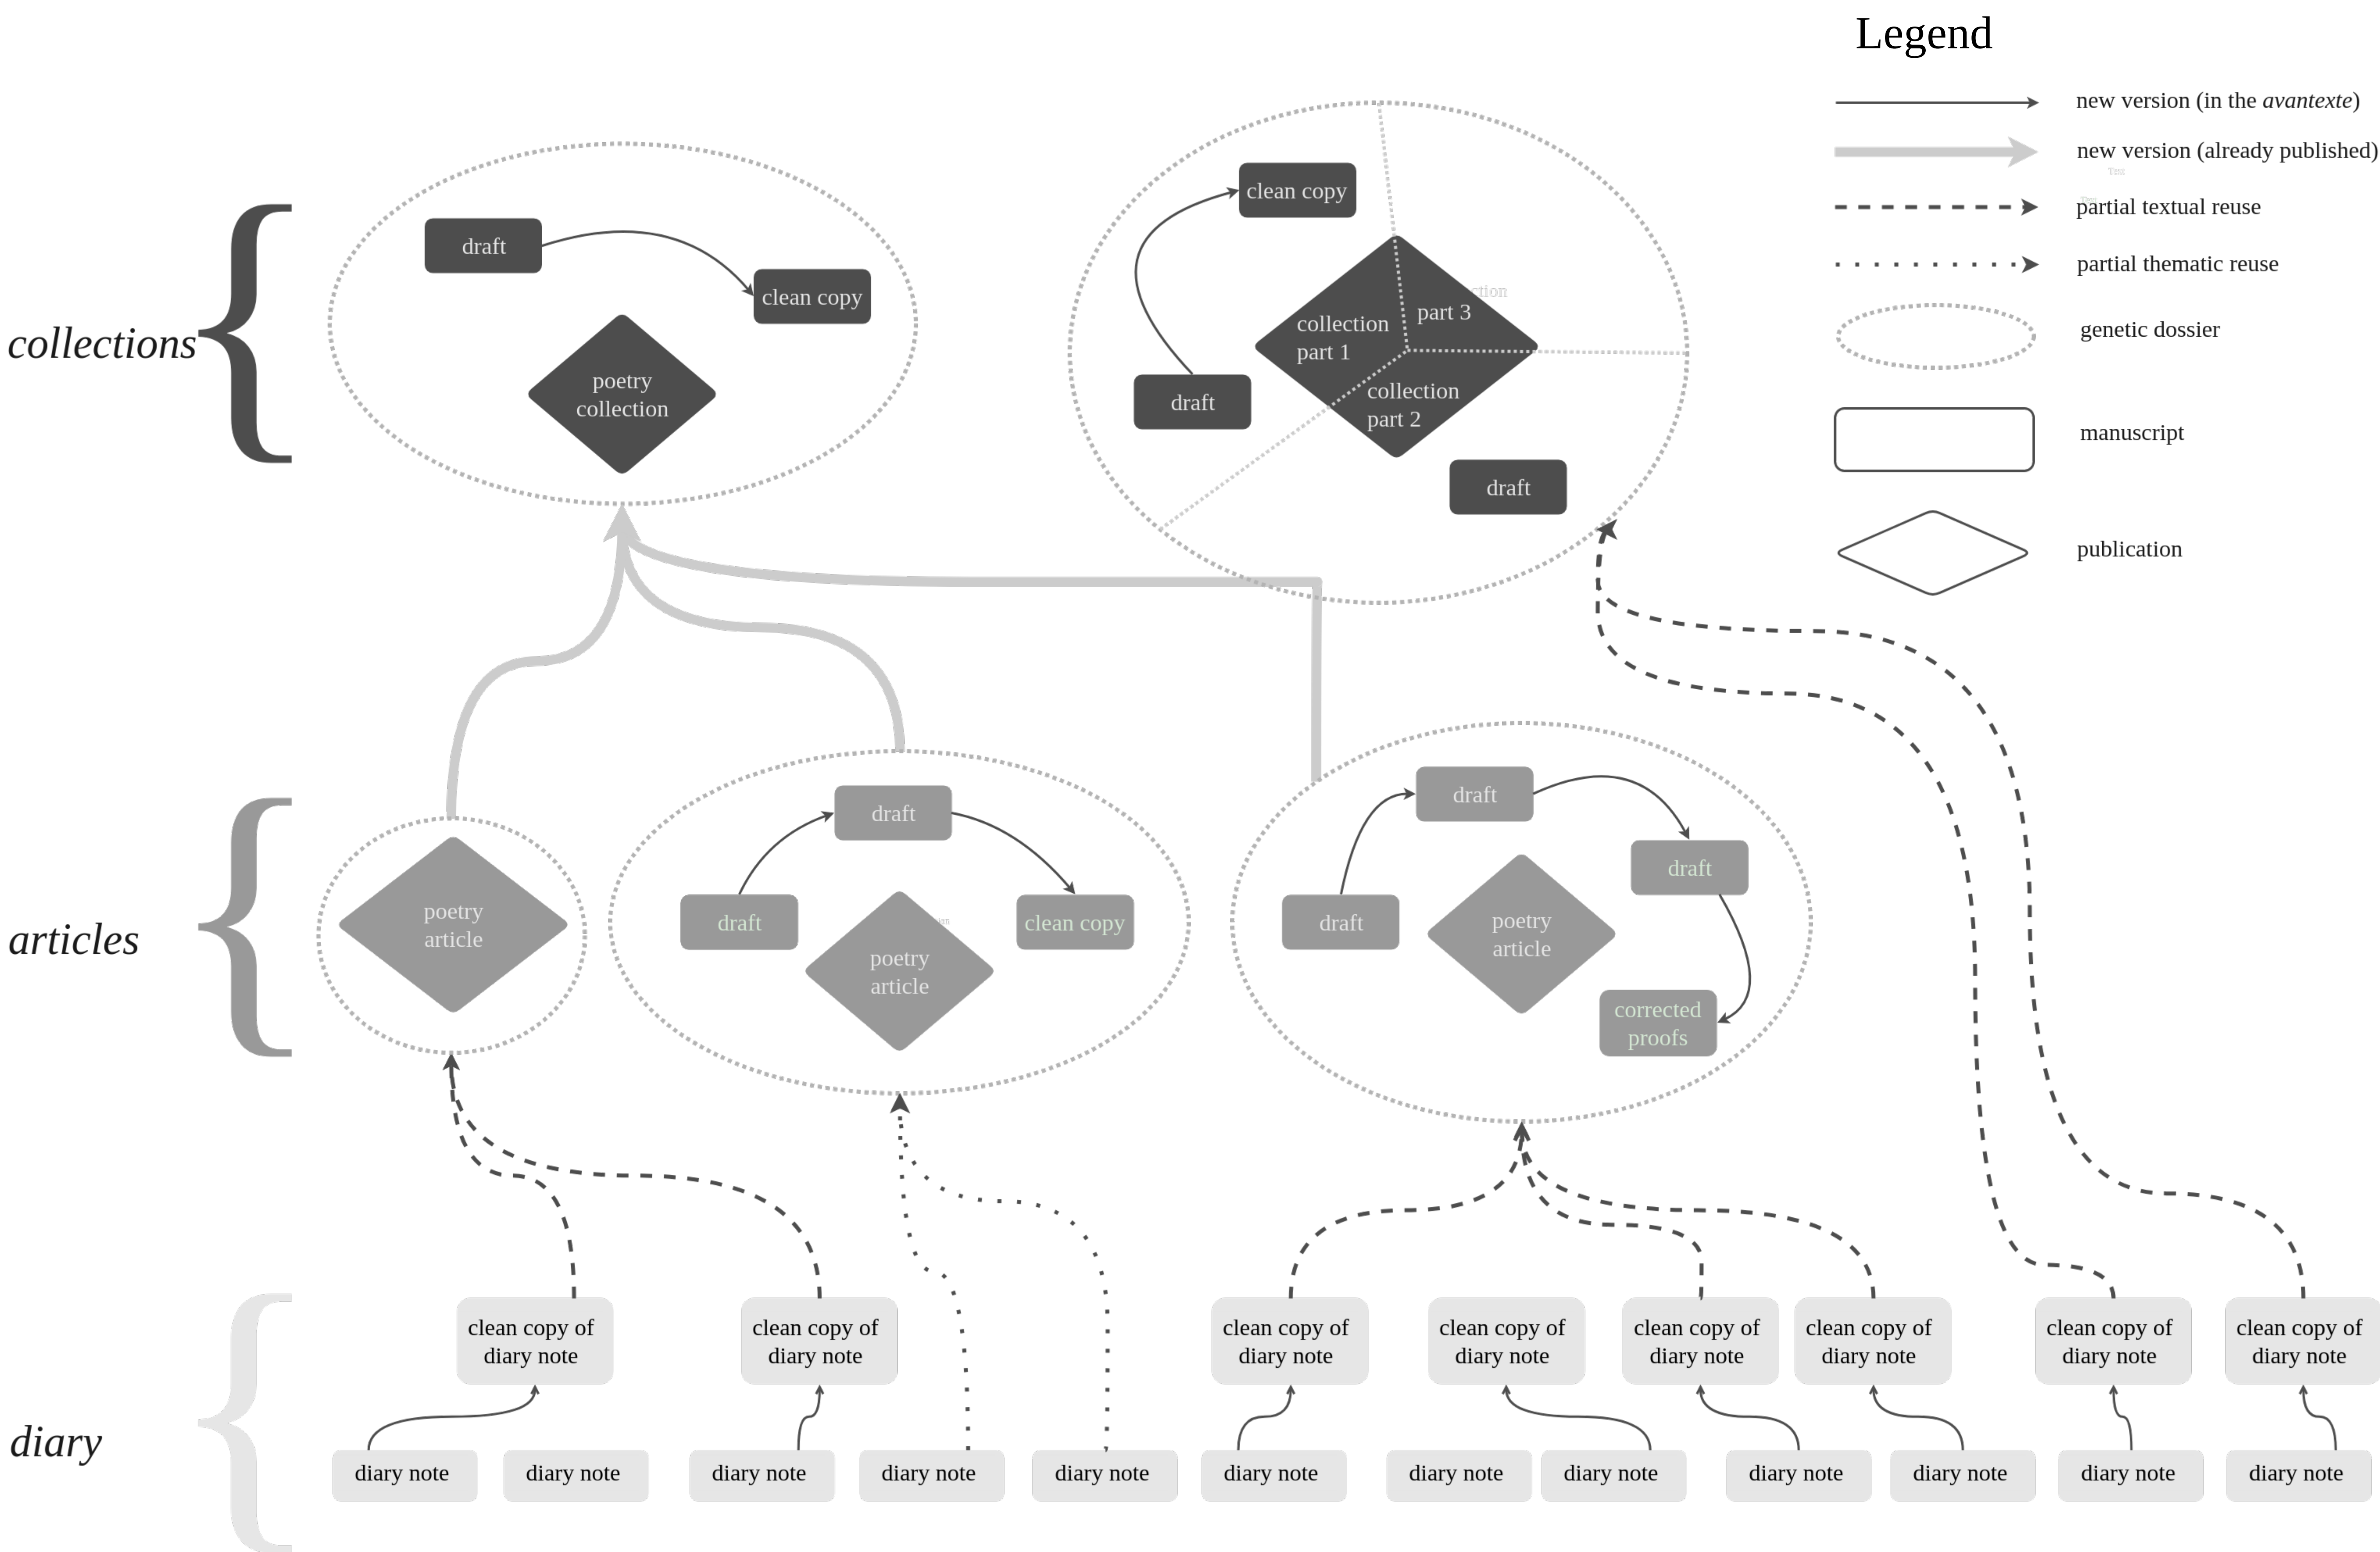 Legend
new version (in the avantexte)
new version (already published)
Test
partial textual reuse
partial thematic reuse
genetic dossier
manuscript
publication
collections
draft
clean copy
poetry
collection
clean copy
draft
collection
part 1
part 3
collection
part 2
draft
articles
poetry
article
draft
draft
clean copy
poetry
article
draft
draft
draft
poetry
article
corrected
proofs
diary
clean copy of
diary note
clean copy of
diary note
clean copy of
diary note
clean copy of
diary note
clean copy of
diary note
clean copy of
diary note
clean copy of
diary note
clean copy of
diary note
diary note
diary note
diary note
diary note
diary note
diary note
diary note
diary note
diary note
diary note
diary note
diary note